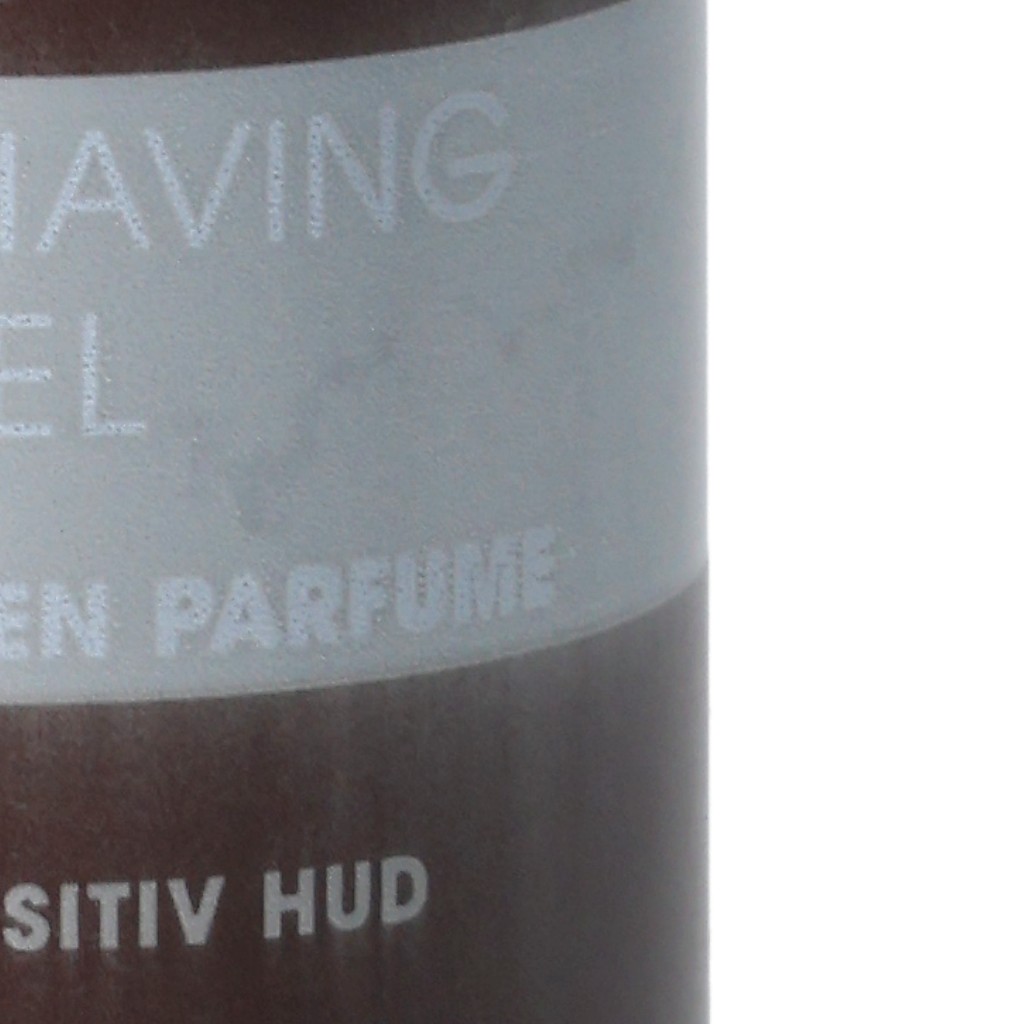 HAVING
EL
EN PARFUME
SITIV HUD